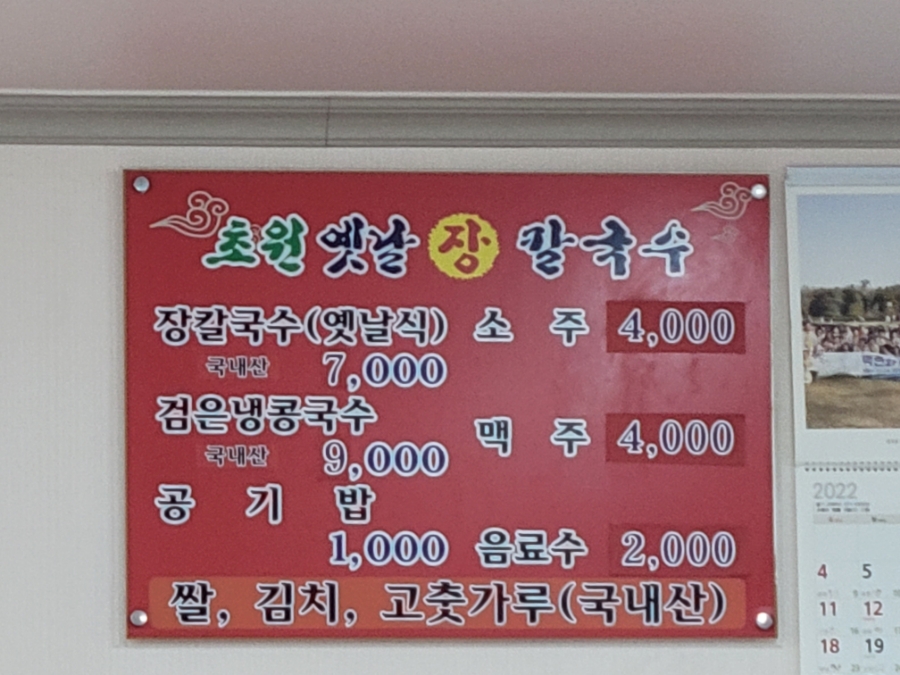 초원 옛날 장 칼국수
장칼국수(옛날식)
국내산 7,000
검은냉콩국수
국내산 9,000
공 기 밥
1,000
소 주 4,000
맥 주 4,000
음료수 2,000
쌀, 김치, 고춧가루(국내산)
2022
4 5
11 12
18 19